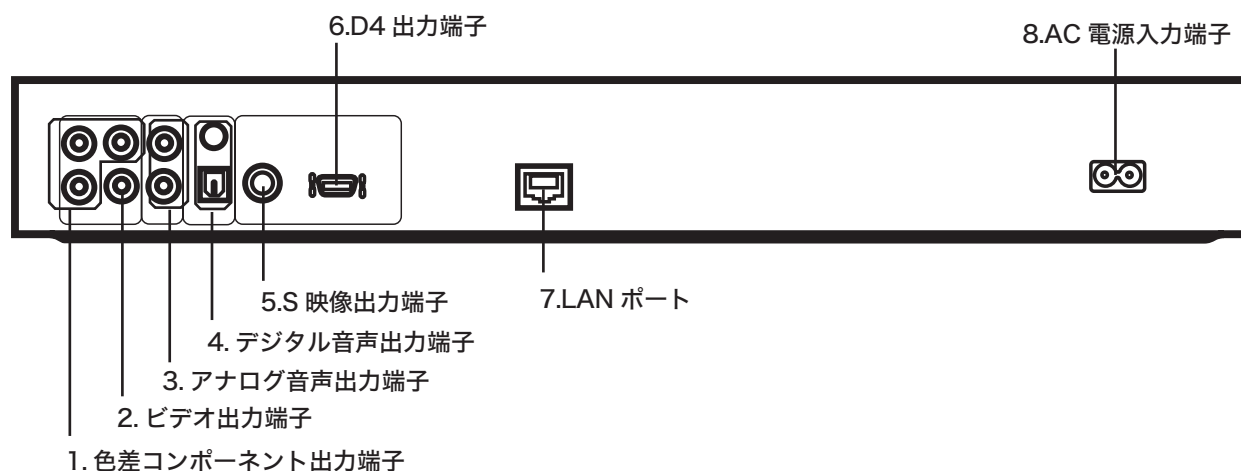 6.D4 出力端子
8.AC 電源入力端子
5.S 映像出力端子
7.LAN ポート
4. デジタル音声出力端子
3. アナログ音声出力端子
2. ビデオ出力端子
1. 色差コンポーネント出力端子